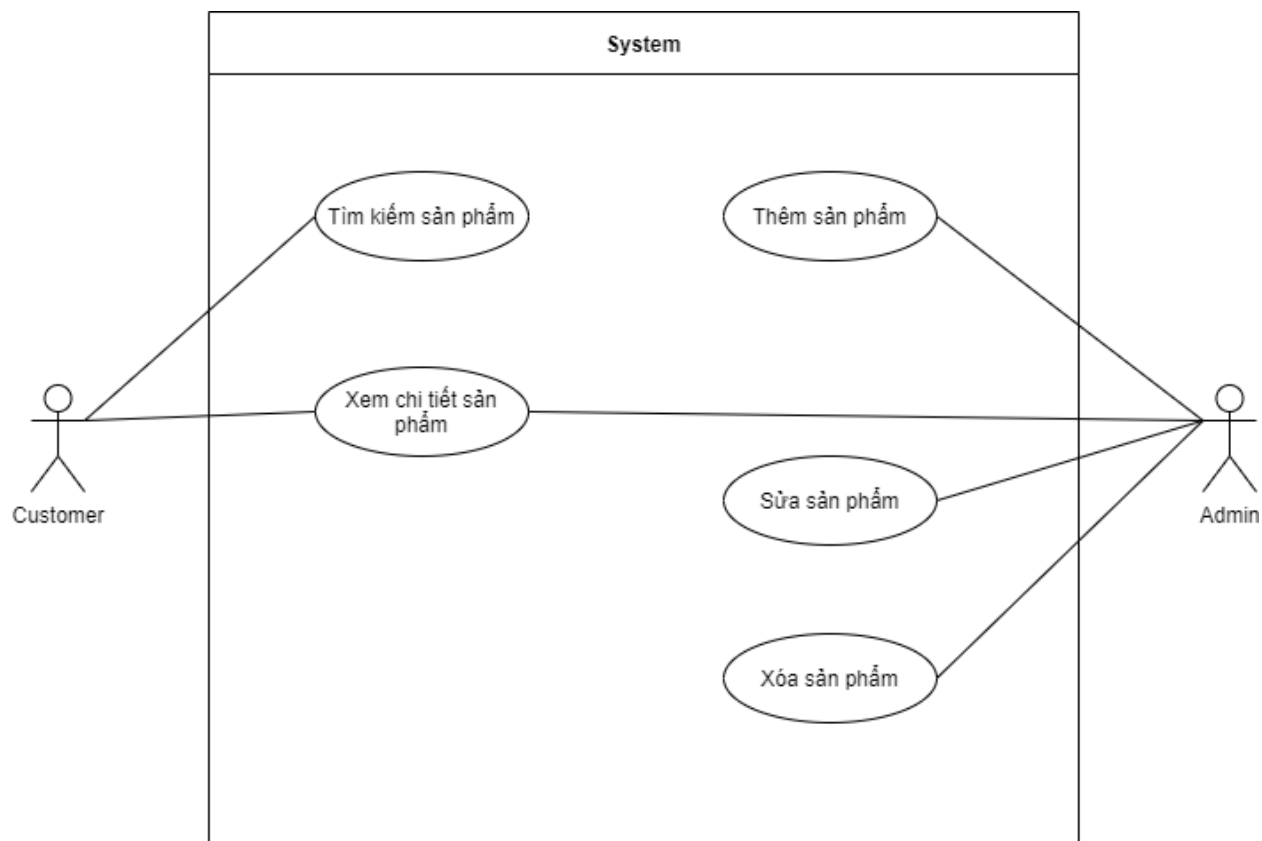 System
Tìm kiếm sản phẩm
Thêm sản phẩm
Xem chi tiết sản
phẩm
Sửa sản phẩm
Customer
Admin
Xóa sản phẩm